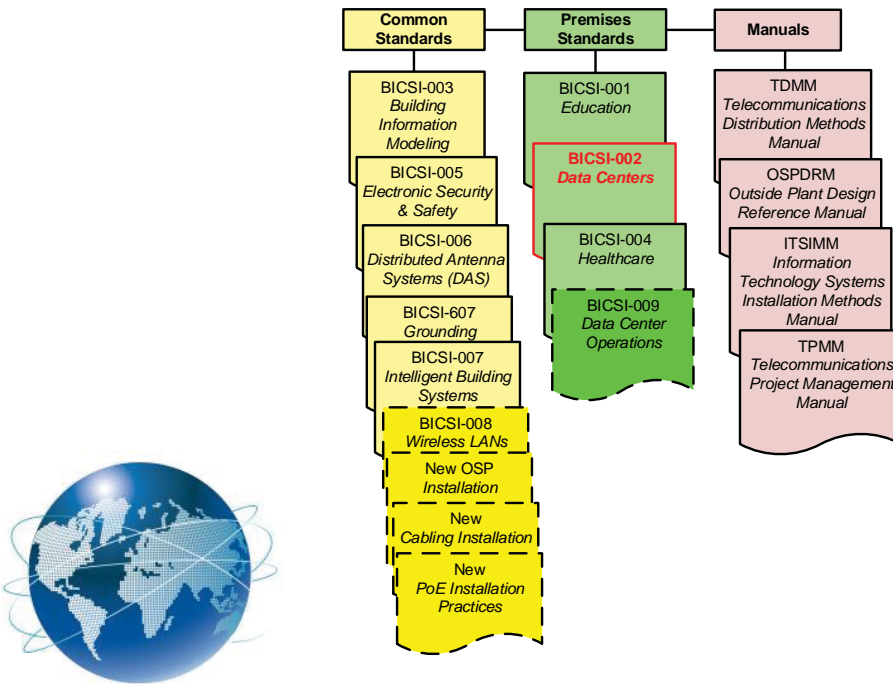 Common
Standards
Premises
Standards
Manuals
BICSI-003
Building
Information
Modeling
BICSI-005
Electronic Security
& Safety
BICSI-006
Distributed Antenna
Systems (DAS)
BICSI-607
Grounding
BICSI-007
Intelligent Building
Systems
BICSI-008
Wireless LANs
New OSP
Installation
New
Cabling Installation
New
PoE Installation
Practices
BICSI-001
Education
BICSI-002
Data Centers
BICSI-004
Healthcare
BICSI-009
Data Center
Operations
TDMM
Telecommunications
Distribution Methods
Manual
OSPDRM
Outside Plant Design
Reference Manual
ITSIMM
Information
Technology Systems
Installation Methods
Manual
TPMM
Telecommunications
Project Management
Manual